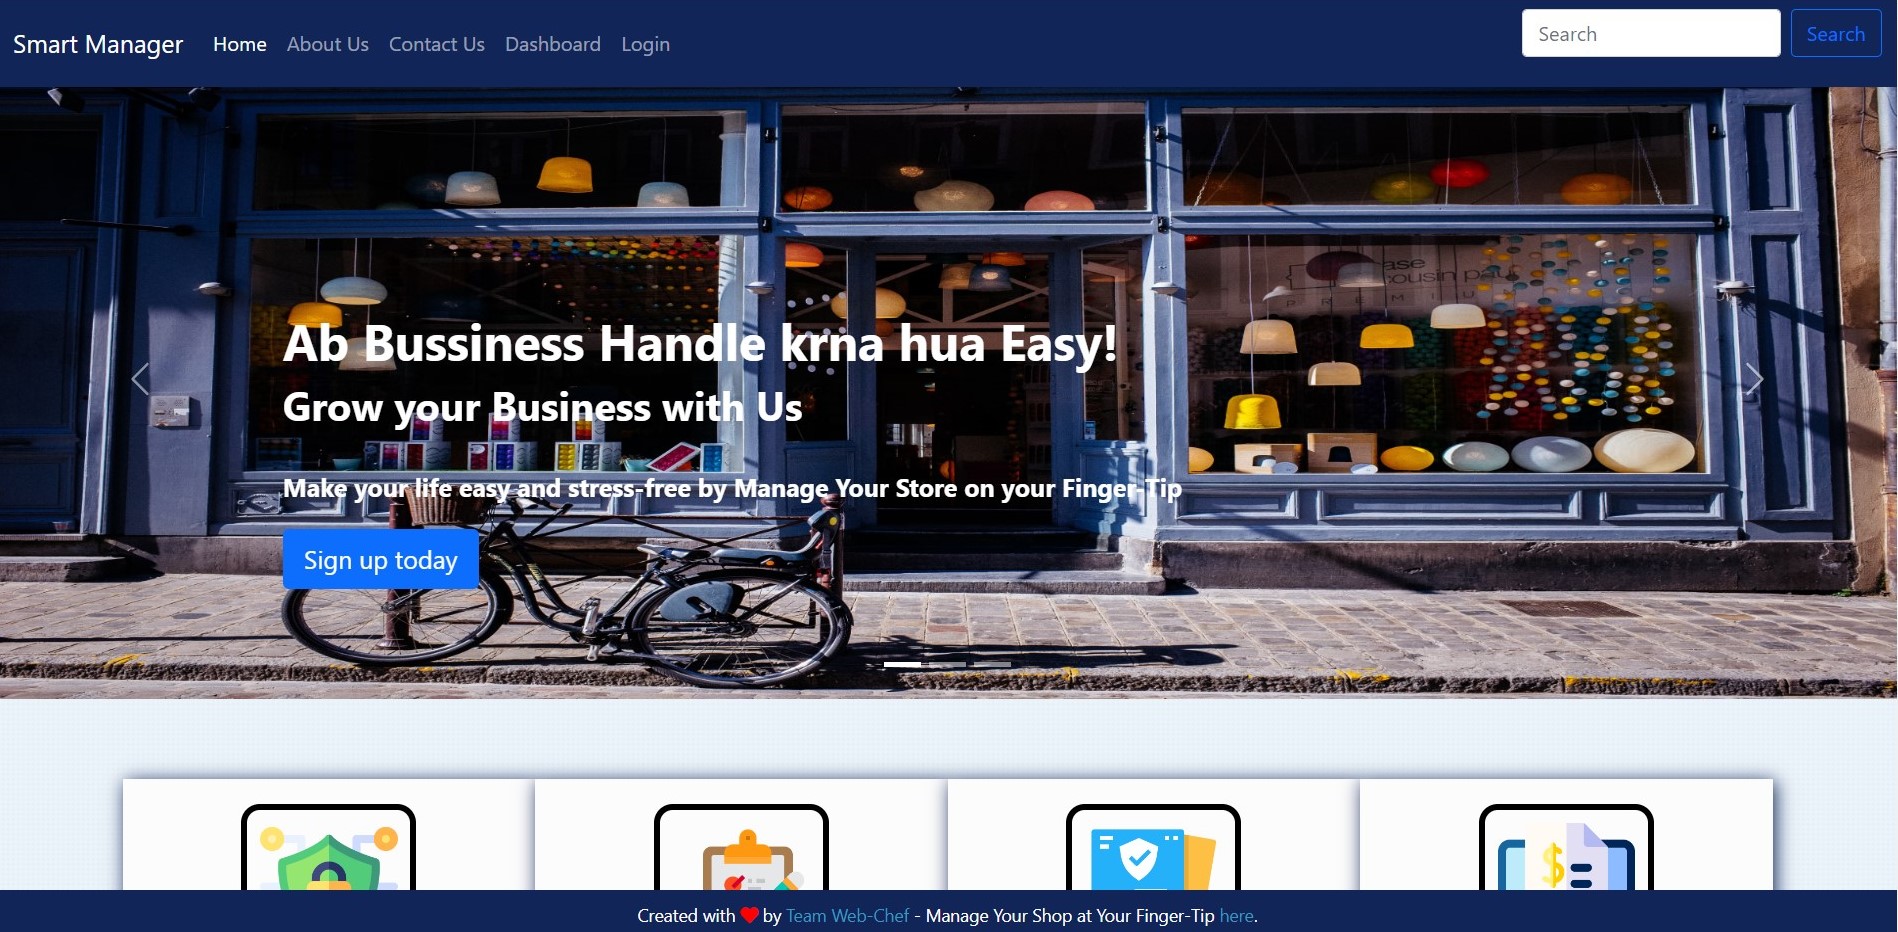 Smart Manager Home About Us Contact Us Dashboard Login Search Search
Ab Bussiness Handle krna hua Easy!
Grow your Business with Us
Make your life easy and stress-free by Manage Your Store on your Finger-Tip
Sign up today
Created with ❤ by Team Web-Chef - Manage Your Shop at Your Finger-Tip here.